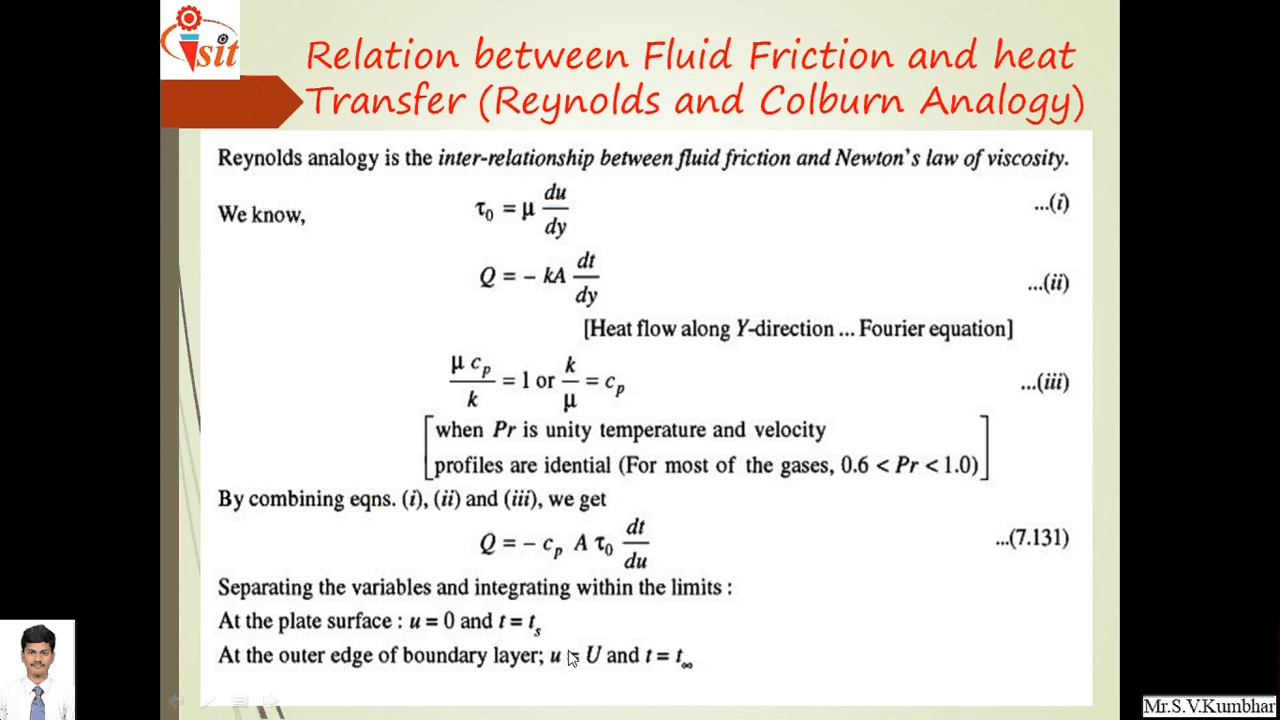 sit
Relation between Fluid Friction and heat
Transfer (Reynolds and Colburn Analogy)
Reynolds analogy is the inter-relationship between fluid friction and Newton's law of viscosity.
We know, τ₀ = μ du/dy ...(i)
Q = – kA dt/dy ...(ii)
[Heat flow along Y-direction ... Fourier equation]
μ cₚ/k = 1 or k/μ = cₚ ...(iii)
[when Pr is unity temperature and velocity
profiles are idential (For most of the gases, 0.6 < Pr < 1.0)]
By combining eqns. (i), (ii) and (iii), we get
Q = – cₚ A τ₀ dt/du ...(7.131)
Separating the variables and integrating within the limits :
At the plate surface : u = 0 and t = tₛ
At the outer edge of boundary layer; u = U and t = t∞
Mr.S.V.Kumbhar